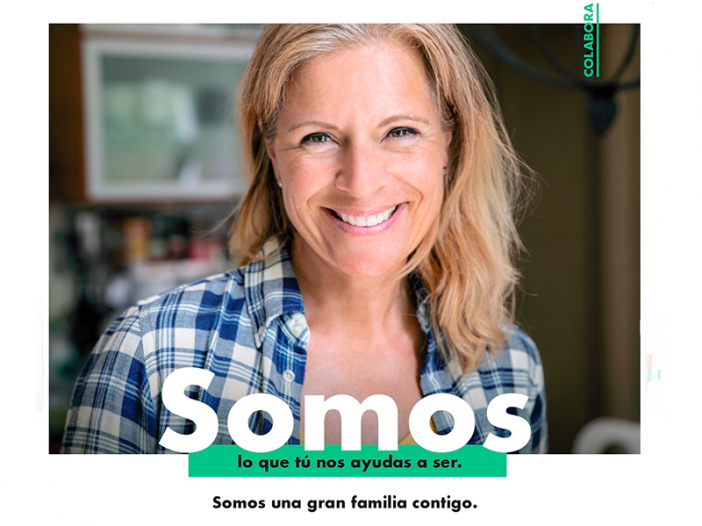 COLABORA
Somos
lo que tú nos ayudas a ser.
Somos una gran familia contigo.